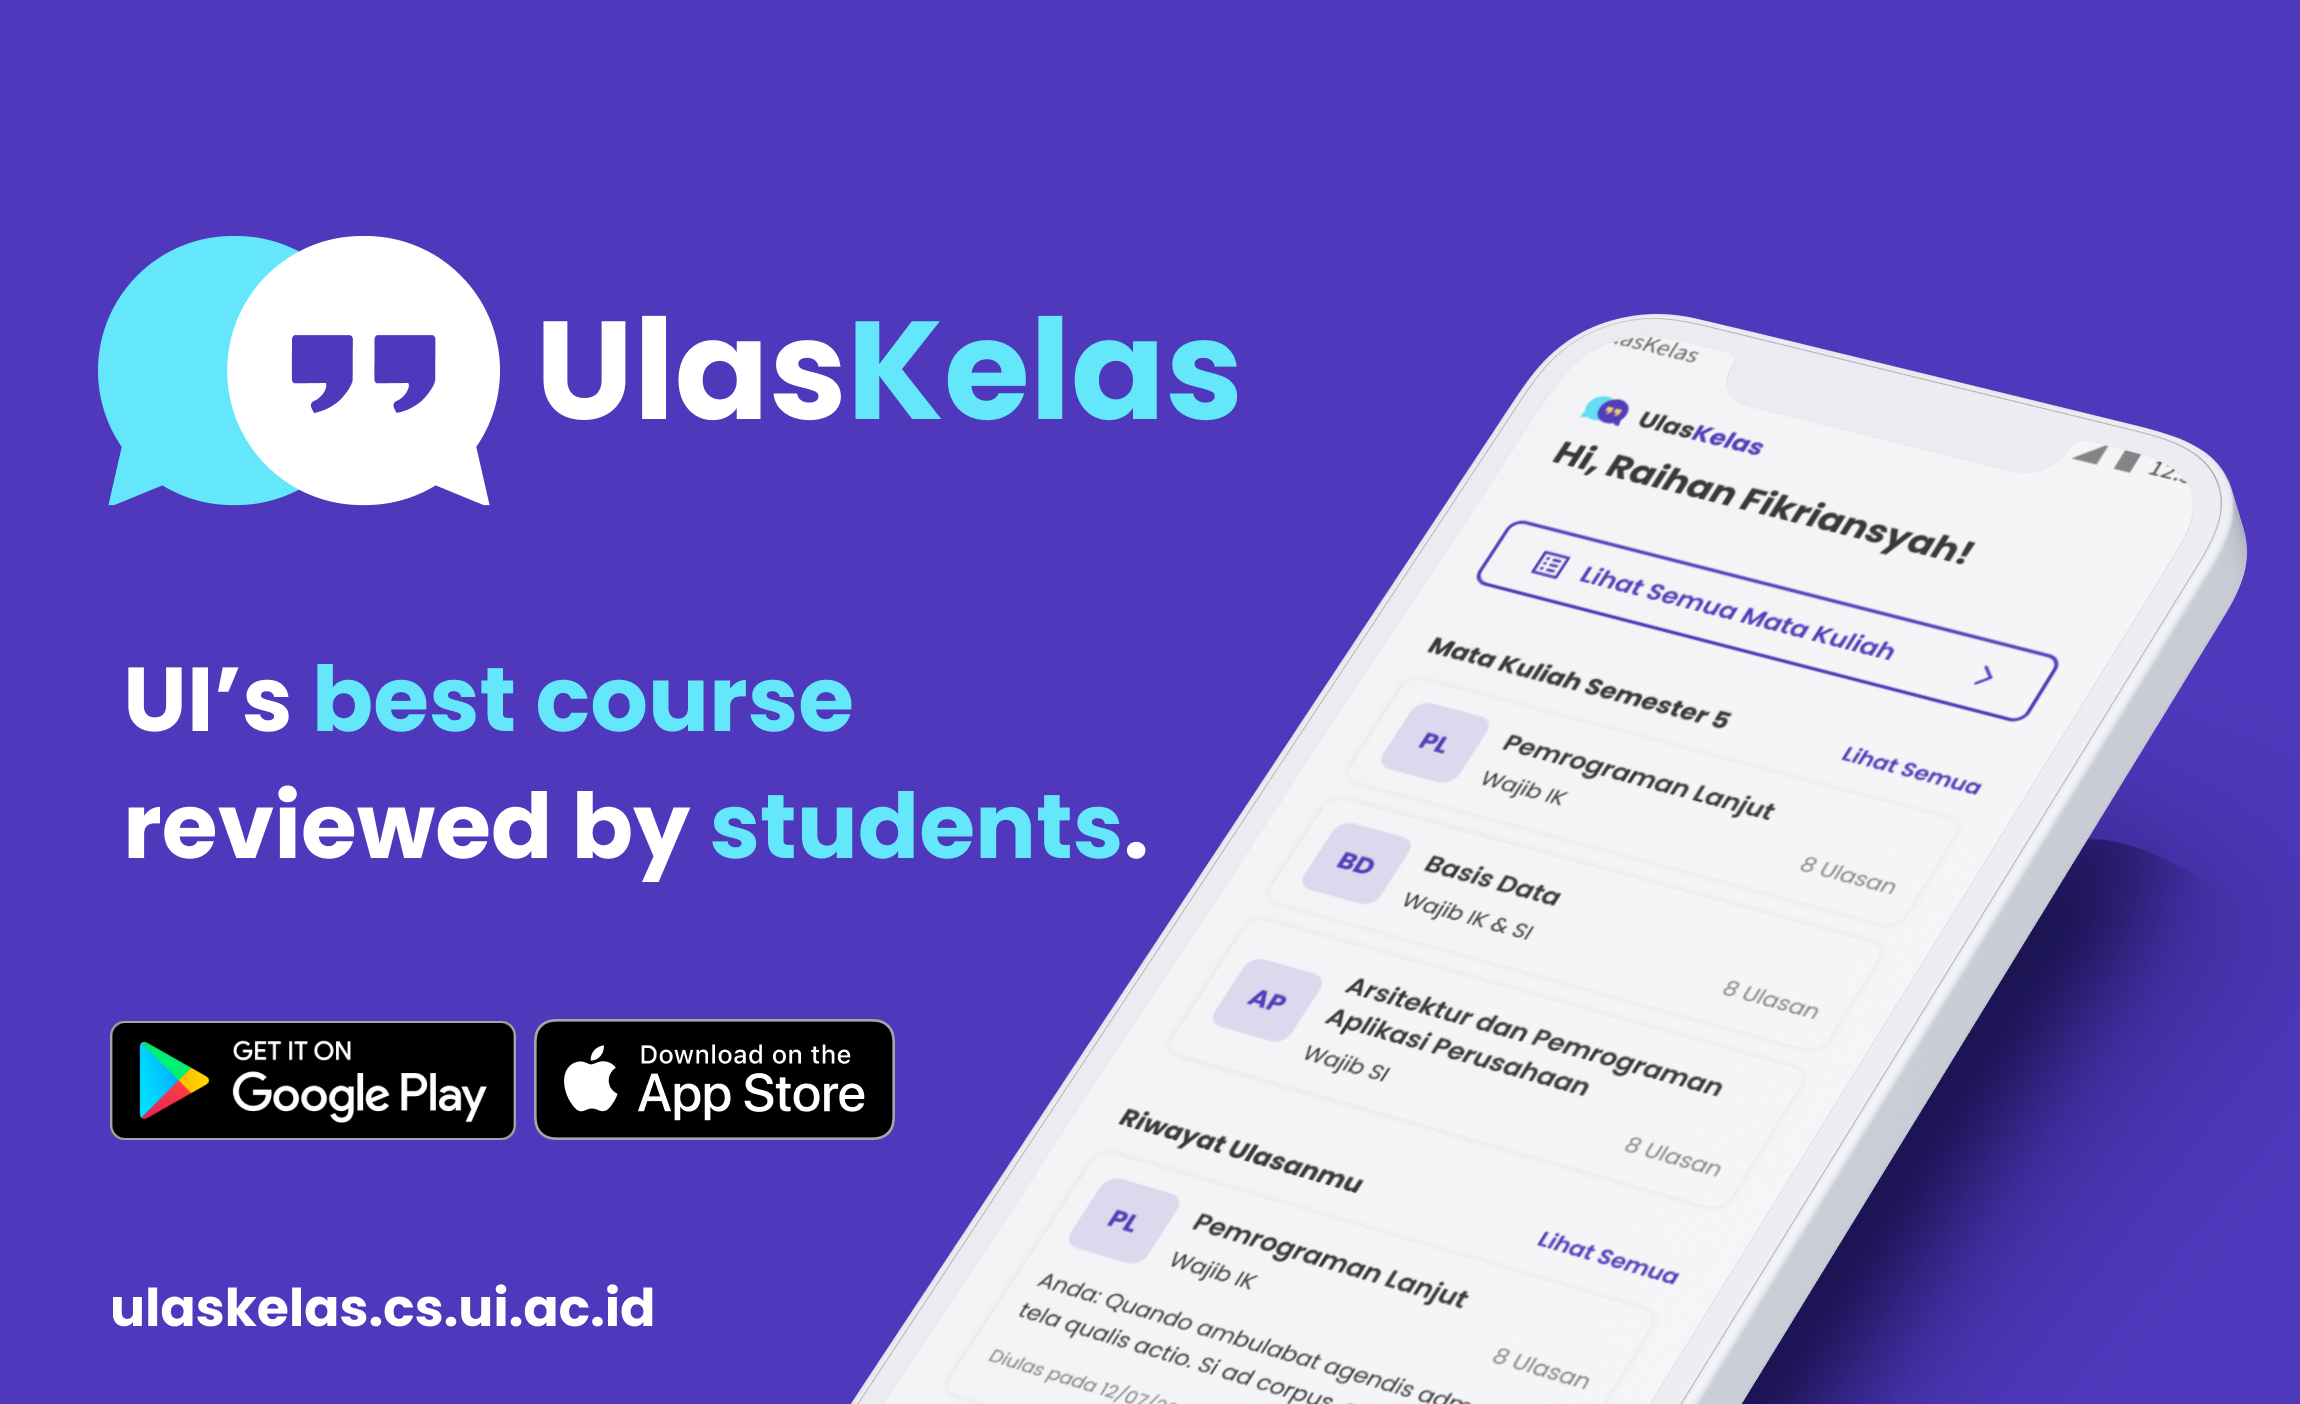 UlasKelas
UI’s best course
reviewed by students.
GET IT ON
Google Play
Download on the
App Store
ulaskelas.cs.ui.ac.id
UlasKelas
Hi, Raihan Fikriansyah!
Lihat Semua Mata Kuliah
Mata Kuliah Semester 5
Lihat Semua
PL
Pemrograman Lanjut
Wajib IK
8 Ulasan
BD
Basis Data
Wajib IK & SI
8 Ulasan
AP
Arsitektur dan Pemrograman
Aplikasi Perusahaan
Wajib SI
8 Ulasan
Riwayat Ulasanmu
Lihat Semua
PL
Pemrograman Lanjut
Wajib IK
8 Ulasan
Anda: Quando ambulabat agendis
tela qualis actio. Si ad corpus
Diulas pada